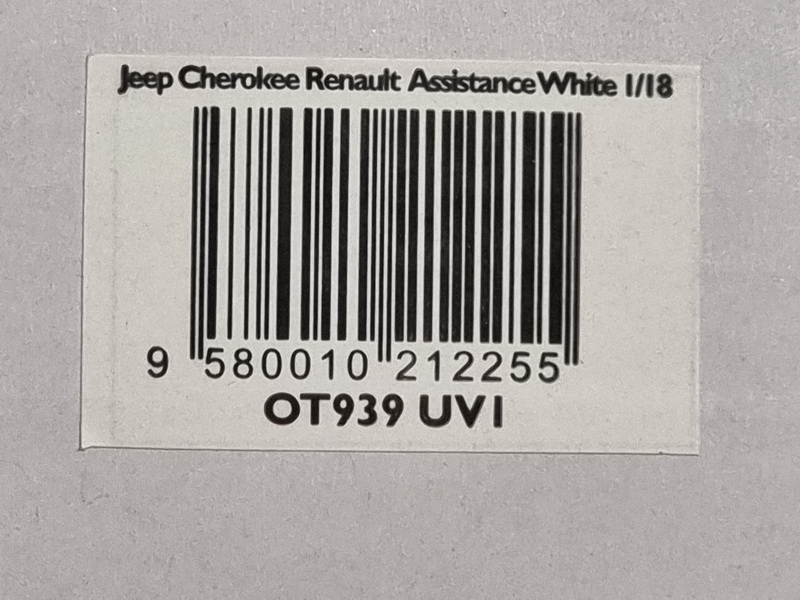 Jeep Cherokee Renault Assistance White 1/18
9 580010 212255
OT939 UV1